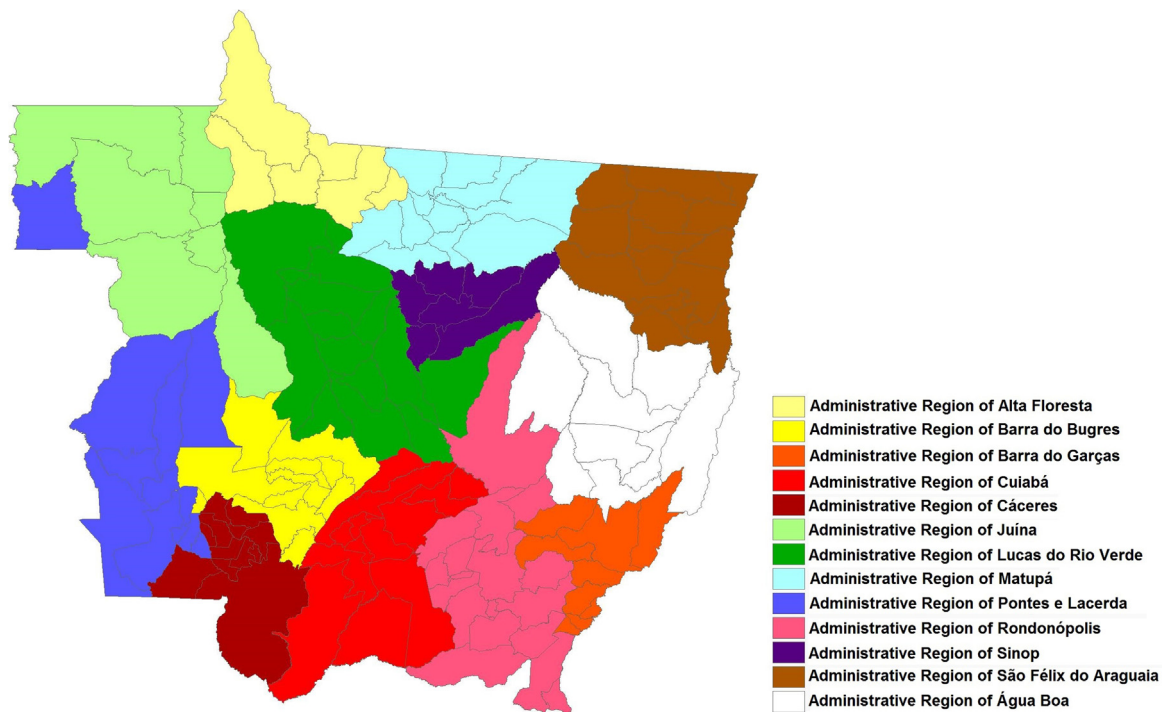 Administrative Region of Alta Floresta
Administrative Region of Barra do Bugres
Administrative Region of Barra do Garças
Administrative Region of Cuiabá
Administrative Region of Cáceres
Administrative Region of Juína
Administrative Region of Lucas do Rio Verde
Administrative Region of Matupá
Administrative Region of Pontes e Lacerda
Administrative Region of Rondonópolis
Administrative Region of Sinop
Administrative Region of São Félix do Araguaia
Administrative Region of Água Boa